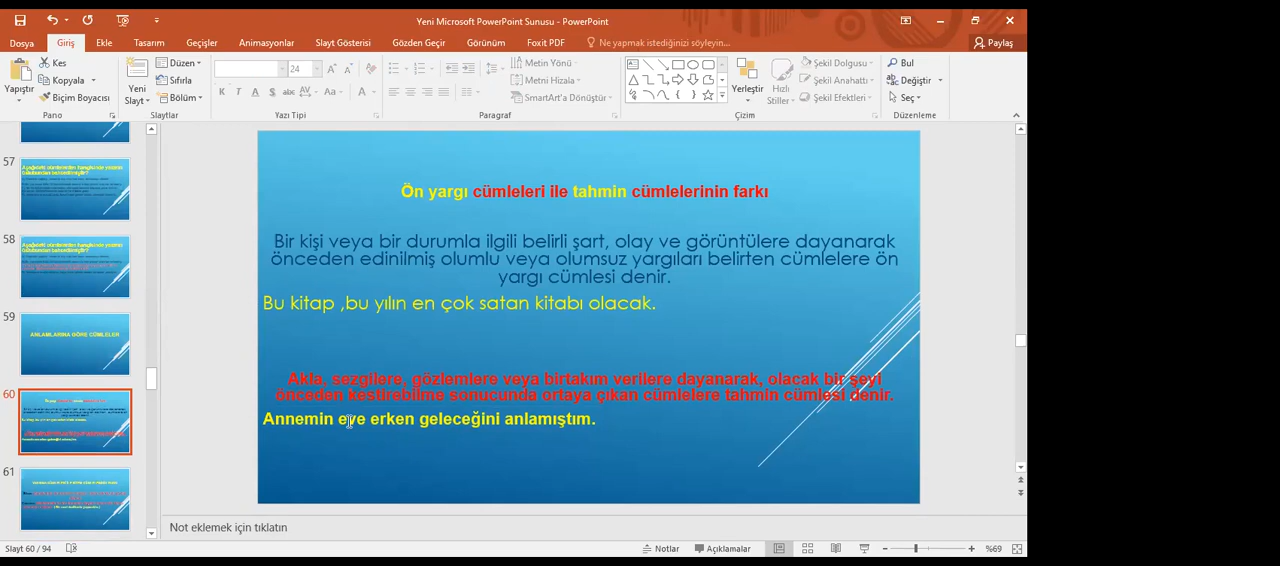 Yeni Microsoft PowerPoint Sunusu - PowerPoint
Dosya Giriş Ekle Tasarım Geçişler Animasyonlar Slayt Gösterisi Gözden Geçir Görünüm Foxit PDF Ne yapmak istediğinizi söyleyin... Paylaş
Yapıştır
Kes
Kopyala
Biçim Boyacısı
Pano
Yeni Slayt
Düzen
Sıfırla
Bölüm
Slaytlar
24
K T A S abc AV Aa A
Yazı Tipi
Metin Yönü
Metni Hizala
SmartArt'a Dönüştür
Paragraf
Yerleştir
Hızlı Stiller
Şekil Dolgusu
Şekil Anahattı
Şekil Efektleri
Çizim
Bul
Değiştir
Seç
Düzenleme
57
58
59
ANLAMLARINA GÖRE CÜMLELER
60
61
Ön yargı cümleleri ile tahmin cümlelerinin farkı
Bir kişi veya bir durumla ilgili belirli şart, olay ve görüntülere dayanarak
önceden edinilmiş olumlu veya olumsuz yargıları belirten cümlelere ön
yargı cümlesi denir.
Bu kitap ,bu yılın en çok satan kitabı olacak.
Akla, sezgilere, gözlemlere veya birtakım verilere dayanarak, olacak bir şeyi
önceden kestirebilme sonucunda ortaya çıkan cümlelere tahmin cümlesi denir.
Annemin eve erken geleceğini anlamıştım.
Not eklemek için tıklatın
Slayt 60 / 94 Notlar Açıklamalar %69